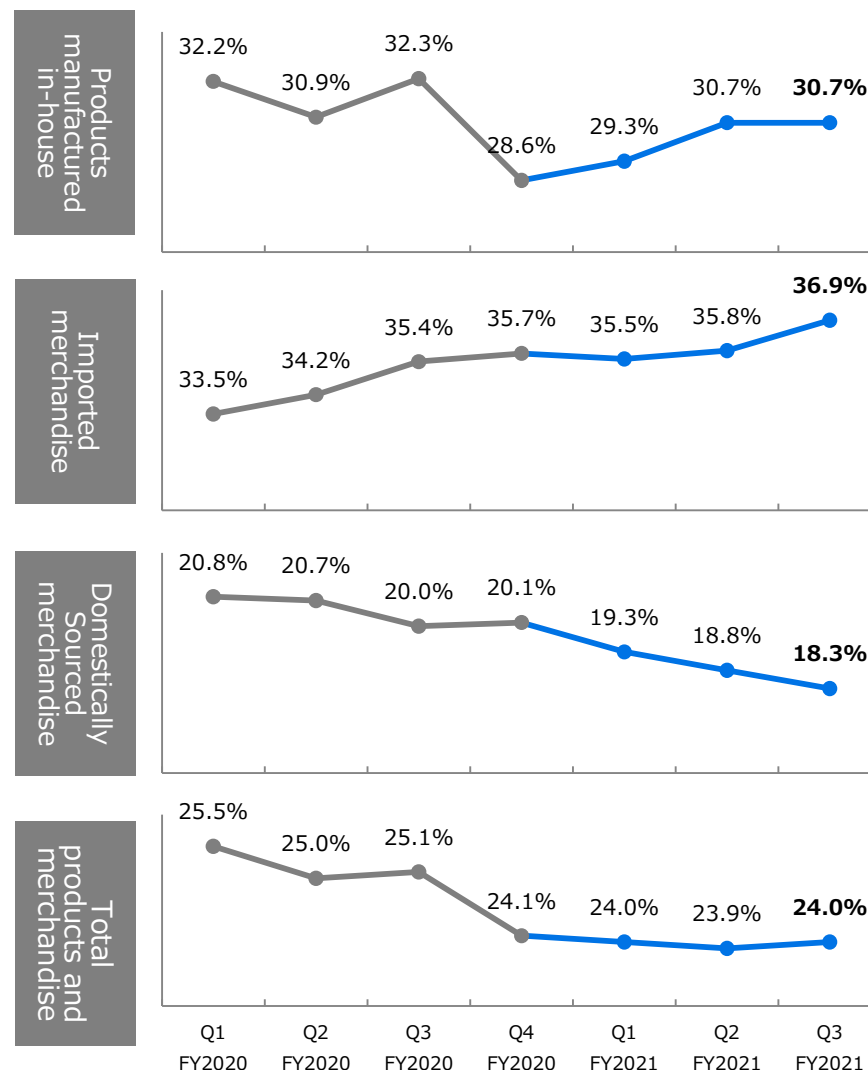 Products
manufactured
in-house
32.2%
30.9%
32.3%
28.6%
29.3%
30.7%
30.7%
Imported
merchandise
33.5%
34.2%
35.4%
35.7%
35.5%
35.8%
36.9%
Domestically
Sourced
merchandise
20.8%
20.7%
20.0%
20.1%
19.3%
18.8%
18.3%
Total
products and
merchandise
25.5%
25.0%
25.1%
24.1%
24.0%
23.9%
24.0%
Q1 Q2 Q3 Q4 Q1 Q2 Q3
FY2020 FY2020 FY2020 FY2020 FY2021 FY2021 FY2021